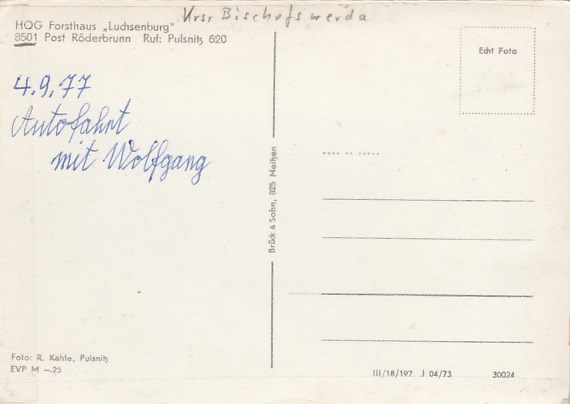 Krsr Bischofswerda
HOG Forsthaus „Luchsenburg"
8501 Post Röderbrunn Ruf: Pulsnitz 620
Echt Foto
4.9.77
Autofahrt
mit Wolfgang
Brück & Sohn, 825 Meißen
Foto: R. Kahle, Pulsnitz
EVP M —.25
III/18/197 J 04/73 30024